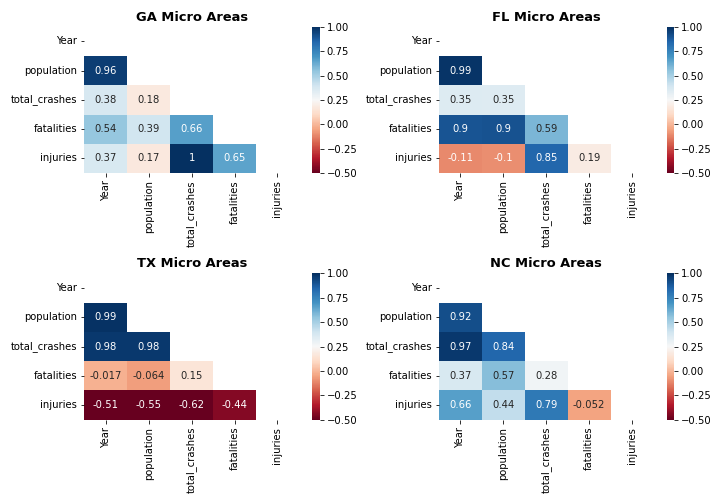 GA Micro Areas
Year
population 0.96
total_crashes 0.38 0.18
fatalities 0.54 0.39 0.66
injuries 0.37 0.17 1 0.65
Year population total_crashes fatalities injuries
1.00
0.75
0.50
0.25
0.00
−0.25
−0.50
FL Micro Areas
Year
population 0.99
total_crashes 0.35 0.35
fatalities 0.9 0.9 0.59
injuries -0.11 -0.1 0.85 0.19
Year population total_crashes fatalities injuries
1.00
0.75
0.50
0.25
0.00
−0.25
−0.50
TX Micro Areas
Year
population 0.99
total_crashes 0.98 0.98
fatalities -0.017 -0.064 0.15
injuries -0.51 -0.55 -0.62 -0.44
Year population total_crashes fatalities injuries
1.00
0.75
0.50
0.25
0.00
−0.25
−0.50
NC Micro Areas
Year
population 0.92
total_crashes 0.97 0.84
fatalities 0.37 0.57 0.28
injuries 0.66 0.44 0.79 -0.052
Year population total_crashes fatalities injuries
1.00
0.75
0.50
0.25
0.00
−0.25
−0.50